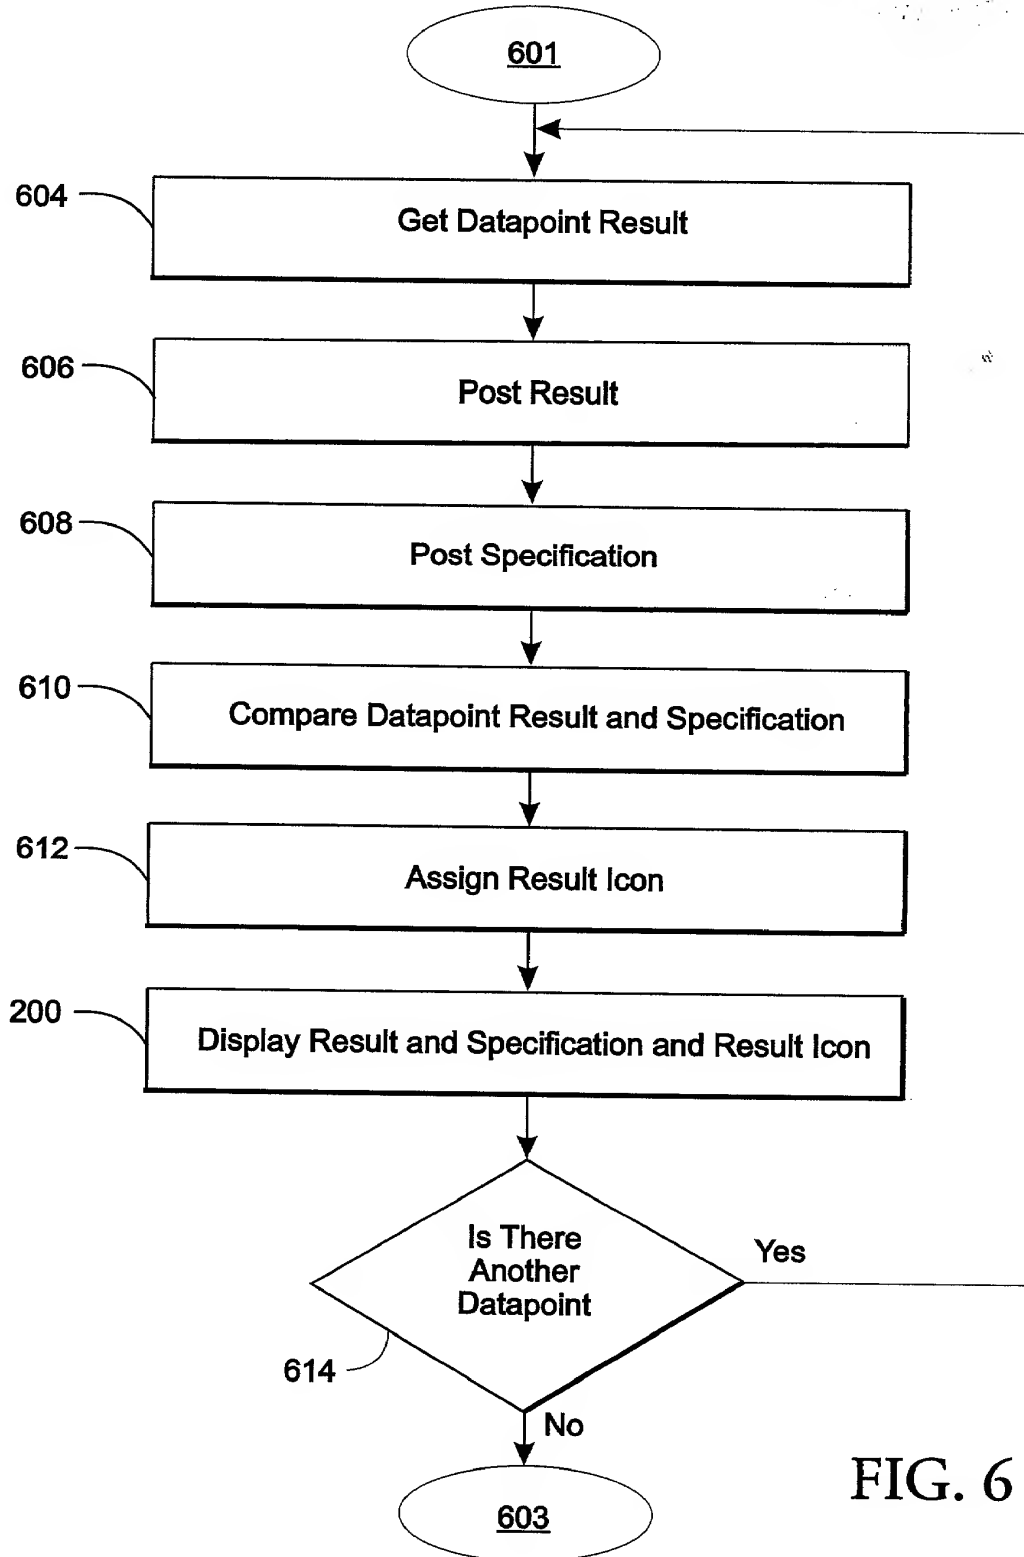 601
604
Get Datapoint Result
606
Post Result
608
Post Specification
610
Compare Datapoint Result and Specification
612
Assign Result Icon
200
Display Result and Specification and Result Icon
Is There
Another
Datapoint
Yes
614
No
603
FIG. 6